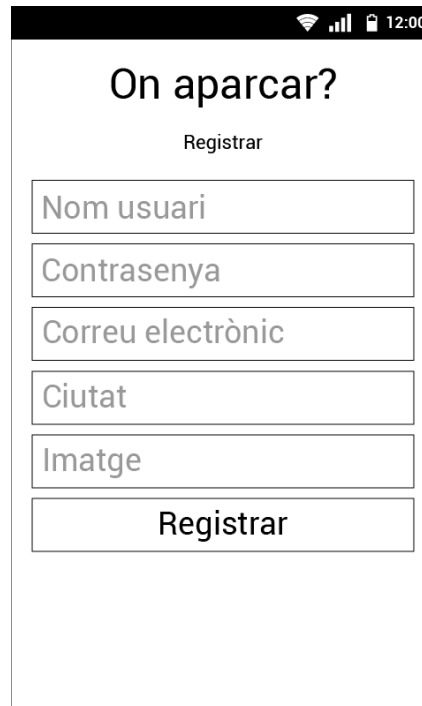 12:00
On aparcar?
Registrar
Nom usuari
Contrasenya
Correu electrònic
Ciutat
Imatge
Registrar